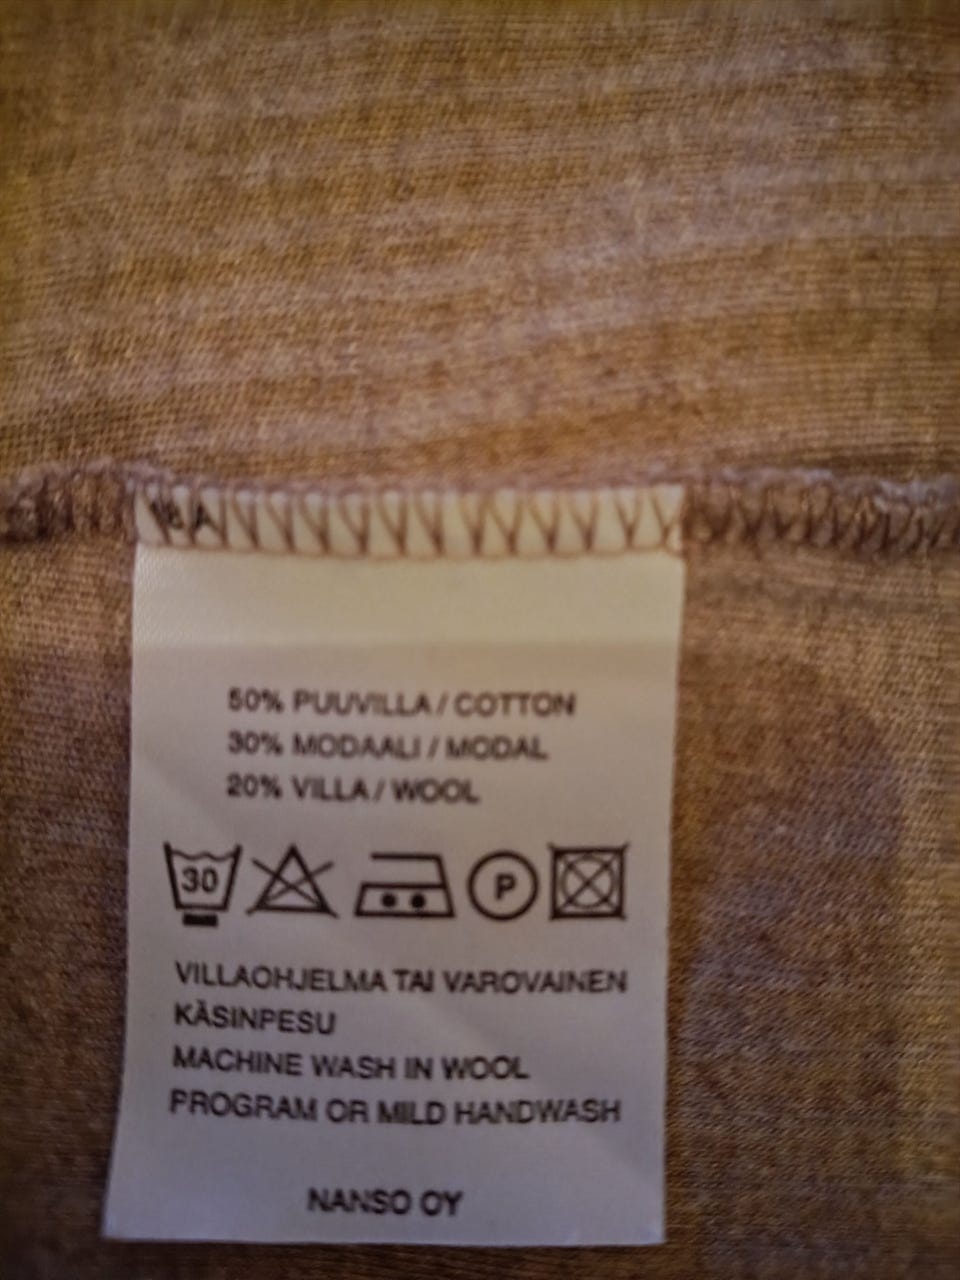 50% PUUVILLA / COTTON
30% MODAALI / MODAL
20% VILLA / WOOL
30
P
VILLAOHJELMA TAI VAROVAINEN
KÄSINPESU
MACHINE WASH IN WOOL
PROGRAM OR MILD HANDWASH
NANSO OY